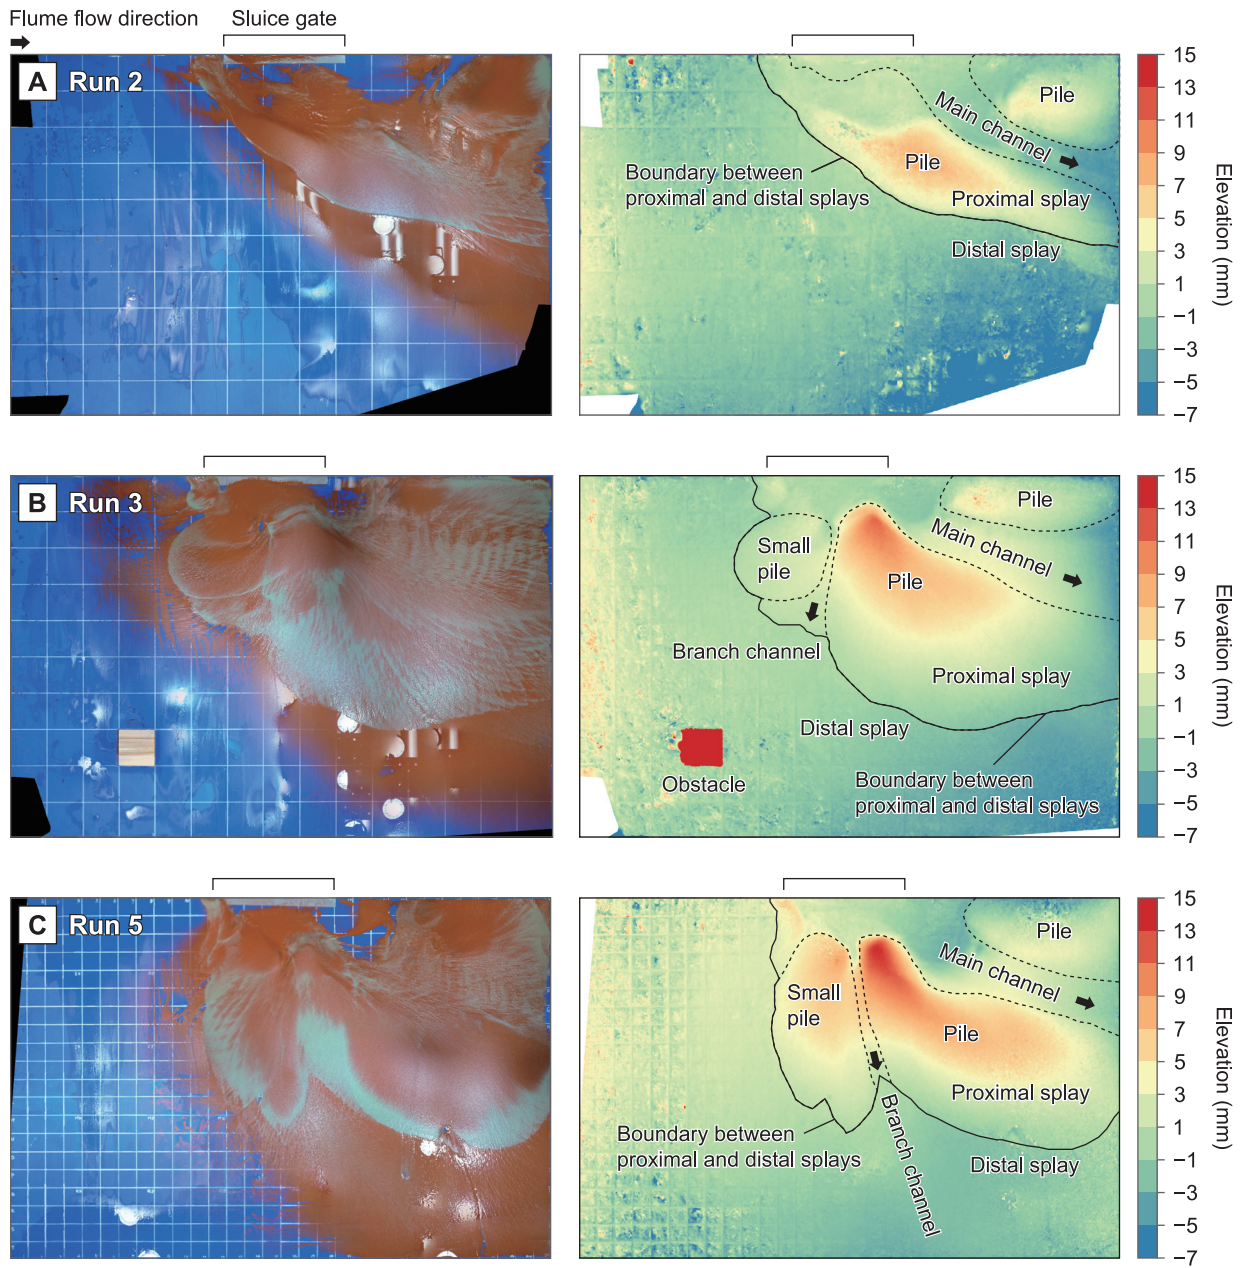 Flume flow direction
Sluice gate
A Run 2
Pile
Main channel
Pile
Boundary between
proximal and distal splays
Proximal splay
Distal splay
15
13
11
9
7
5
3
1
−1
−3
−5
−7
Elevation (mm)
B Run 3
Pile
Main channel
Small
pile
Pile
Branch channel
Proximal splay
Distal splay
Obstacle
Boundary between
proximal and distal splays
15
13
11
9
7
5
3
1
−1
−3
−5
−7
Elevation (mm)
C Run 5
Pile
Main channel
Small
pile
Pile
Proximal splay
Boundary between
proximal and distal splays
Branch channel
Distal splay
15
13
11
9
7
5
3
1
−1
−3
−5
−7
Elevation (mm)